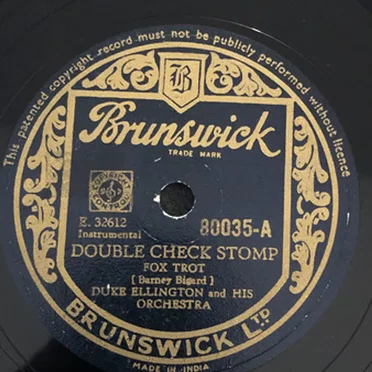 This patented copyright record must not be publicly performed without licence
B
Brunswick
TRADE MARK
E. 32612
Instrumental
80035-A
DOUBLE CHECK STOMP
FOX TROT
[ Barney Bigard ]
DUKE ELLINGTON and HIS
ORCHESTRA
BRUNSWICK LTD.
MADE IN INDIA